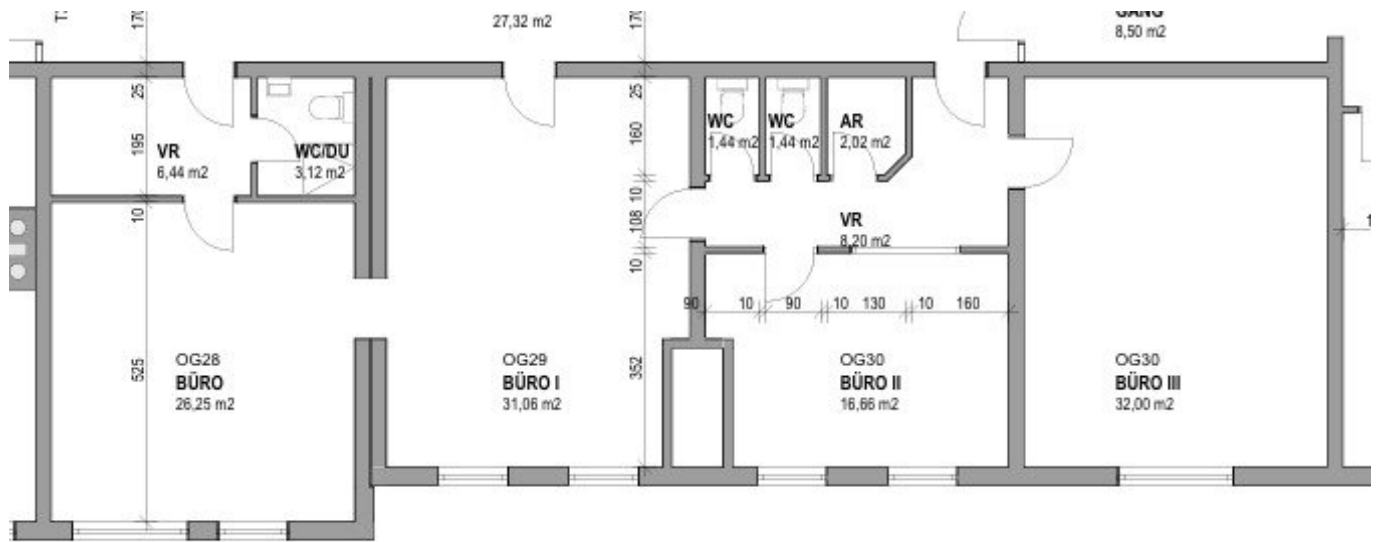 170
27,32 m2
170
GANG
8,50 m2
25
195
10
525
VR
6,44 m2
WC/DU
3,12 m2
25
160
10
108
10
352
WC
1,44 m2
WC
1,44 m2
AR
2,02 m2
VR
8,20 m2
90
10
90
10
130
10
160
OG28
BÜRO
26,25 m2
OG29
BÜRO I
31,06 m2
OG30
BÜRO II
16,66 m2
OG30
BÜRO III
32,00 m2